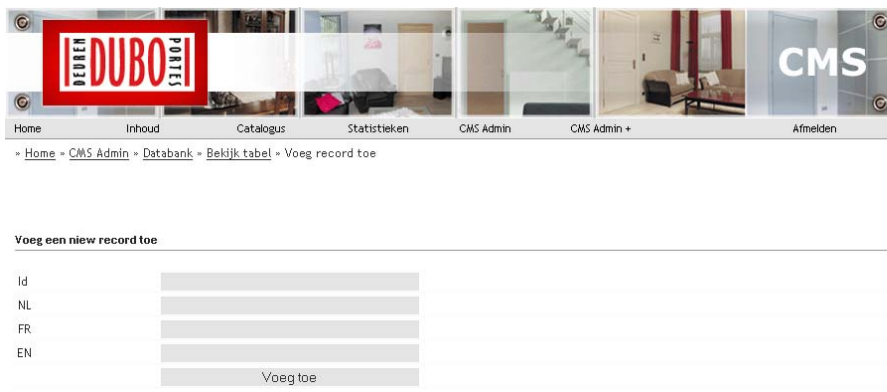 DEUREN DUBO PORTES
CMS
Home Inhoud Catalogus Statistieken CMS Admin CMS Admin + Afmelden
» Home » CMS Admin » Databank » Bekijk tabel » Voeg record toe
Voeg een niew record toe
Id
NL
FR
EN
Voeg toe